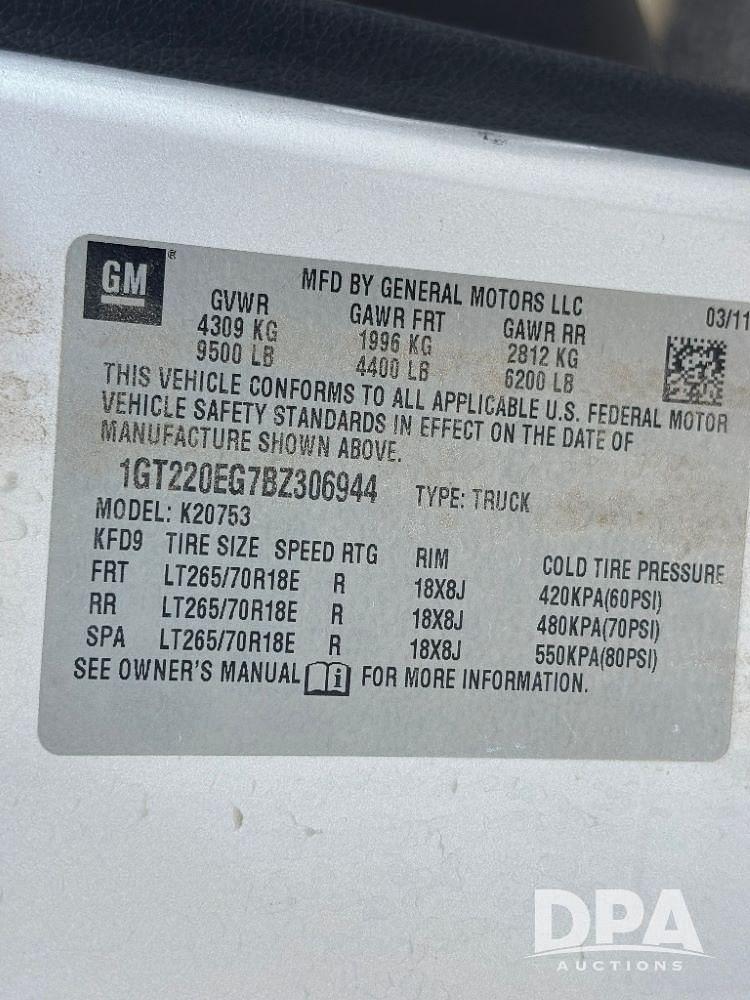 GM ®
MFD BY GENERAL MOTORS LLC 03/11
GVWR GAWR FRT GAWR RR
4309 KG 1996 KG 2812 KG
9500 LB 4400 LB 6200 LB
THIS VEHICLE CONFORMS TO ALL APPLICABLE U.S. FEDERAL MOTOR
VEHICLE SAFETY STANDARDS IN EFFECT ON THE DATE OF
MANUFACTURE SHOWN ABOVE.
1GT220EG7BZ306944 TYPE: TRUCK
MODEL: K20753
KFD9 TIRE SIZE SPEED RTG RIM COLD TIRE PRESSURE
FRT LT265/70R18E R 18X8J 420KPA(60PSI)
RR LT265/70R18E R 18X8J 480KPA(70PSI)
SPA LT265/70R18E R 18X8J 550KPA(80PSI)
SEE OWNER'S MANUAL i FOR MORE INFORMATION.
DPA
AUCTIONS